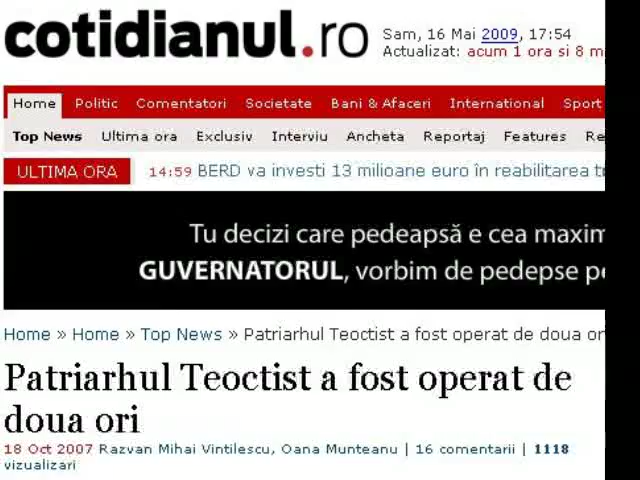 cotidianul.ro
Sam, 16 Mai 2009, 17:54
Actualizat: acum 1 ora si 8 m
Home Politic Comentatori Societate Bani & Afaceri International Sport
Top News Ultima ora Exclusiv Interviu Ancheta Reportaj Features Re
ULTIMA ORA 14:59 BERD va investi 13 milioane euro în reabilitarea t
Tu decizi care pedeapsă e cea maxim
GUVERNATORUL, vorbim de pedepse pe
Home » Home » Top News » Patriarhul Teoctist a fost operat de doua or
Patriarhul Teoctist a fost operat de
doua ori
18 Oct 2007 Razvan Mihai Vintilescu, Oana Munteanu | 16 comentarii | 1118
vizualizari